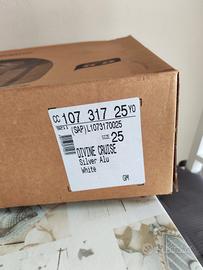 CC 107 317 25 YO
(SAP)L1073170025
SIZE 25
DIVINE CRUISE
Silver Alu
White
GM